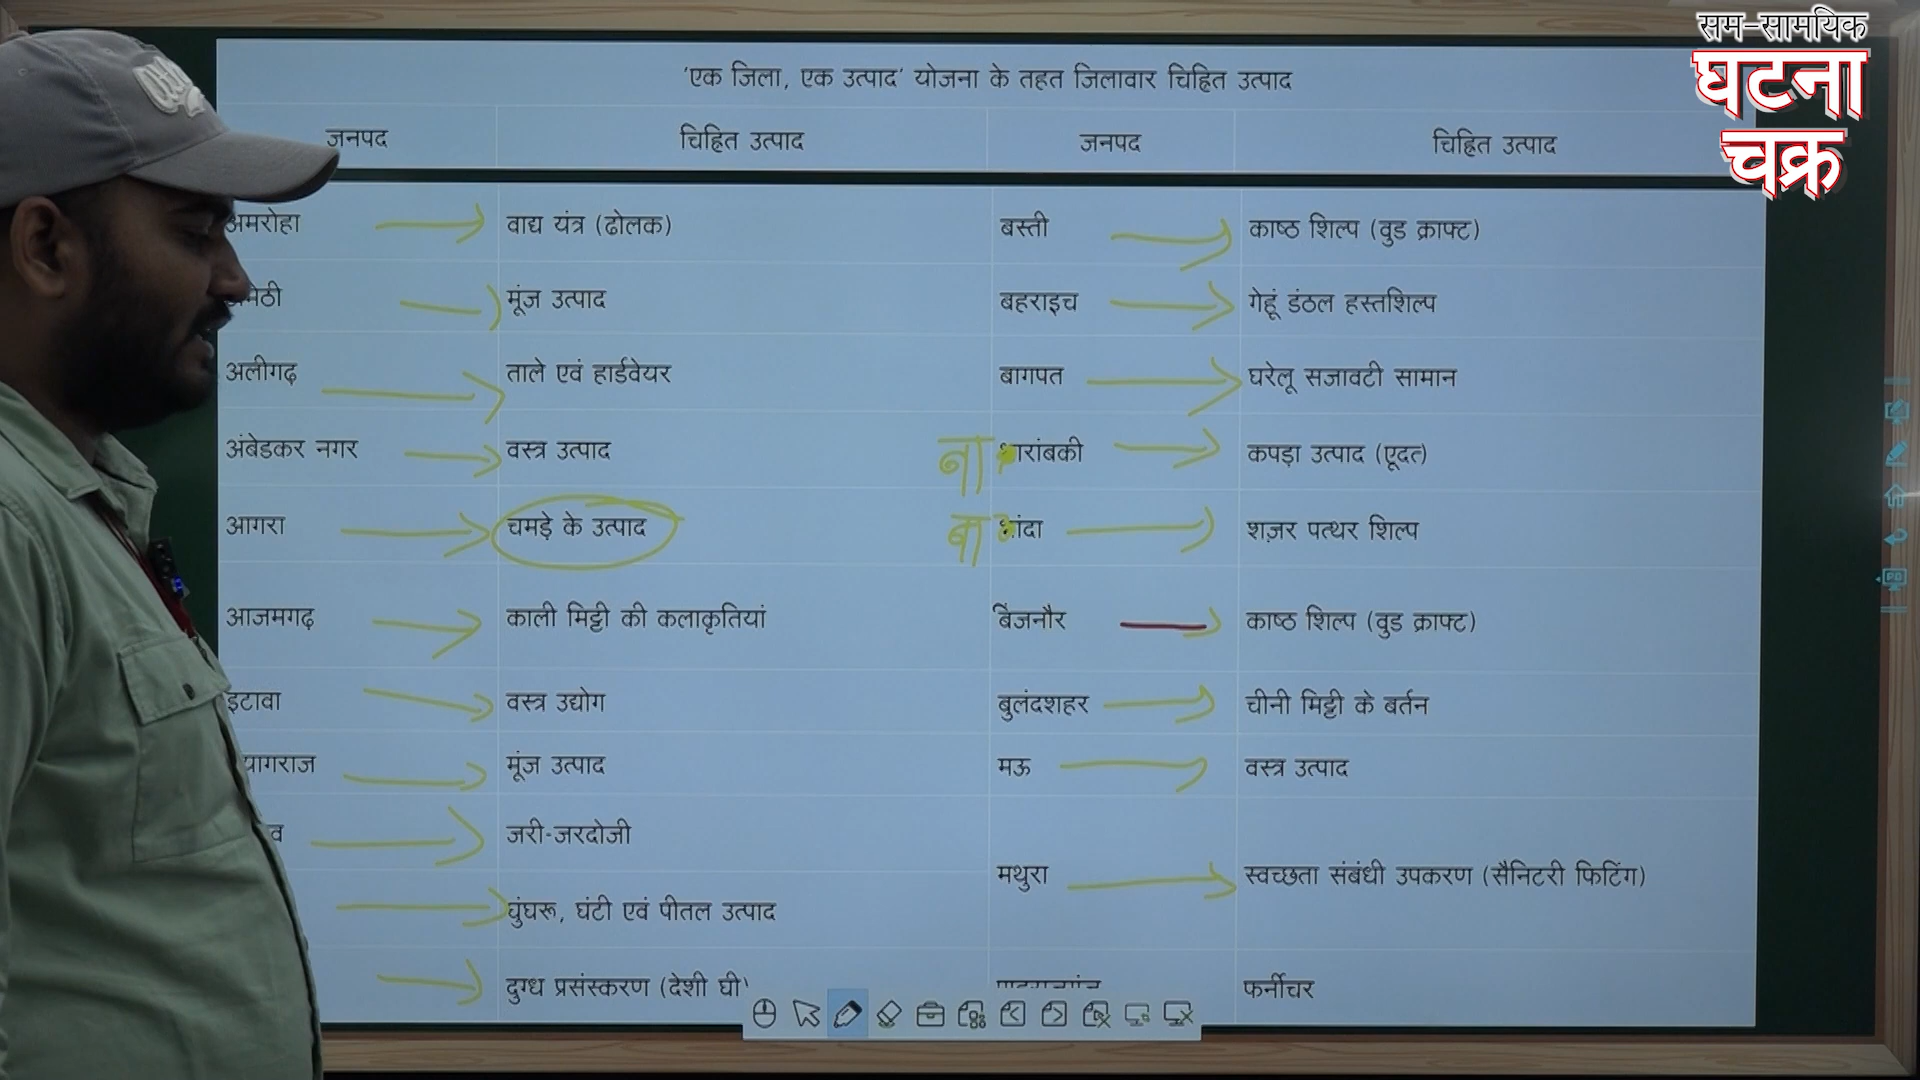 सम-सामयिक
घटना
चक्र
'एक जिला, एक उत्पाद' योजना के तहत जिलावार चिह्नित उत्पाद
जनपद चिह्नित उत्पाद जनपद चिह्नित उत्पाद
अमरोहा वाद्य यंत्र (ढोलक) बस्ती काष्ठ शिल्प (वुड क्राफ्ट)
मूंज उत्पाद बहराइच गेहूं डंठल हस्तशिल्प
अलीगढ़ ताले एवं हार्डवेयर बागपत घरेलू सजावटी सामान
अंबेडकर नगर वस्त्र उत्पाद बा ारांबकी कपड़ा उत्पाद (एूदत)
आगरा चमड़े के उत्पाद बा ांदा शज़र पत्थर शिल्प
आजमगढ़ काली मिट्टी की कलाकृतियां बिजनौर काष्ठ शिल्प (वुड क्राफ्ट)
इटावा वस्त्र उद्योग बुलंदशहर चीनी मिट्टी के बर्तन
यागराज मूंज उत्पाद मऊ वस्त्र उत्पाद
व जरी-जरदोजी
घुंघरू, घंटी एवं पीतल उत्पाद मथुरा स्वच्छता संबंधी उपकरण (सैनिटरी फिटिंग)
दुग्ध प्रसंस्करण (देशी घी) फर्नीचर